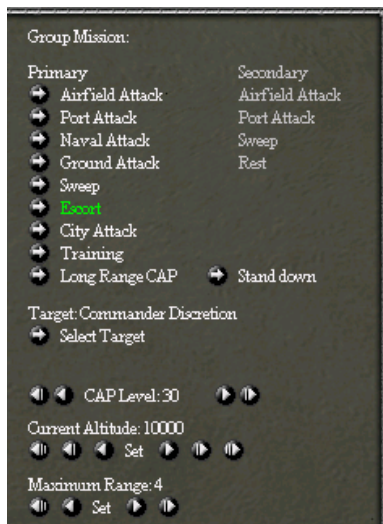 Group Mission:
Primary Secondary
Airfield Attack Airfield Attack
Port Attack Port Attack
Naval Attack Sweep
Ground Attack Rest
Sweep
Escort
City Attack
Training
Long Range CAP Stand down
Target: Commander Discretion
Select Target
CAP Level: 30
Current Altitude: 10000
Set
Maximum Range: 4
Set